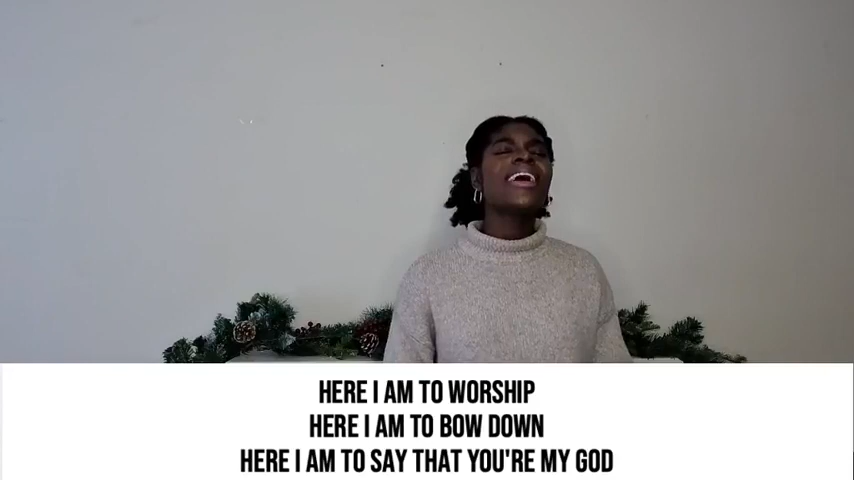 HERE I AM TO WORSHIP
HERE I AM TO BOW DOWN
HERE I AM TO SAY THAT YOU'RE MY GOD